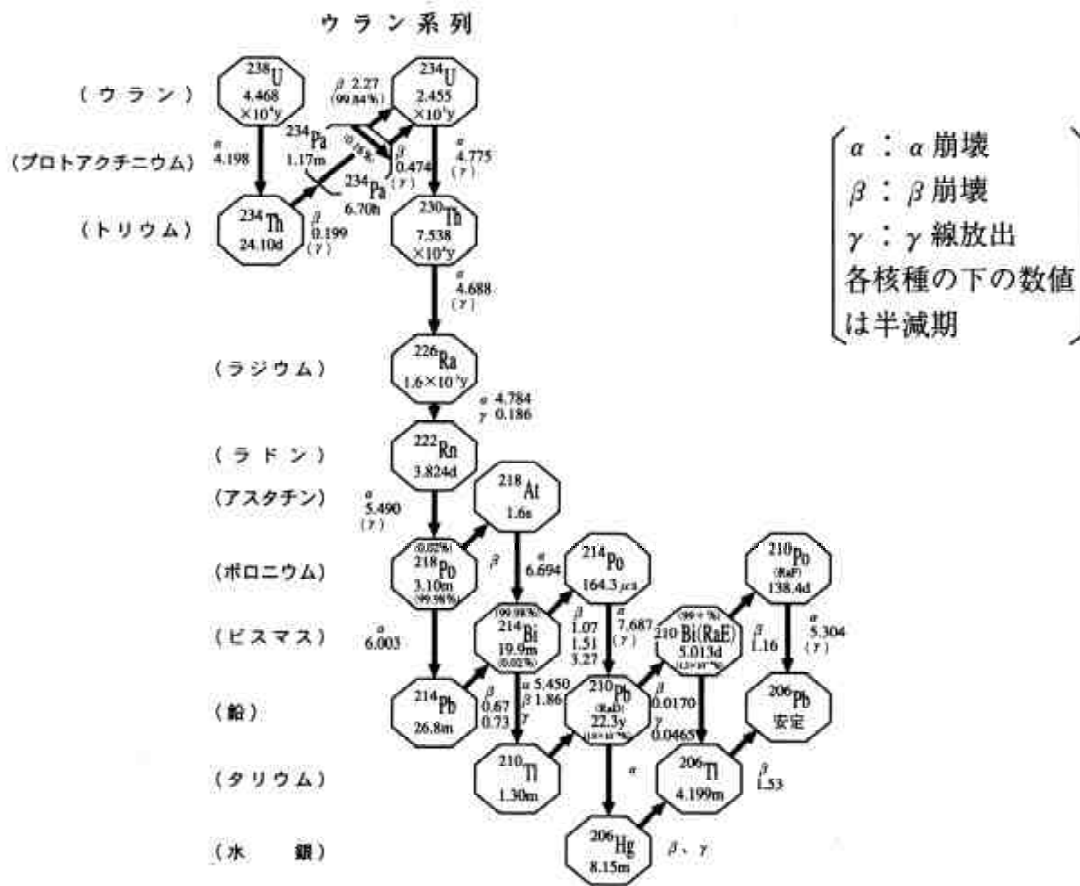 ウラン系列
(ウラン)
238U
4.468
×10⁹y
β 2.27
(99.84%)
234U
2.455
×10⁵y
(プロトアクチニウム)
α
4.198
234Pa
1.17m
(0.16%)
β
0.474
(γ)
α
4.775
(γ)
234Pa
6.70h
(トリウム)
234Th
24.10d
β
0.199
(γ)
230Th
7.538
×10⁴y
α
4.688
(γ)
(ラジウム)
226Ra
1.6×10³y
α 4.784
γ 0.186
(ラドン)
222Rn
3.824d
(アスタチン)
α
5.490
(γ)
218At
1.6s
(ポロニウム)
(0.02%)
218Po
3.10m
(99.98%)
β
α
6.694
214Po
164.3 μs
210Po
(RaF)
138.4d
(ビスマス)
α
6.003
(99.98%)
214Bi
19.9m
(0.02%)
β
1.07
1.51
3.27
α
7.687
(γ)
(99+%)
210Bi(RaE)
5.013d
β
1.16
α
5.304
(γ)
(鉛)
214Pb
26.8m
β
0.67
0.73
α 5.450
β 1.86
γ
210Pb
(RaD)
22.3y
β
0.0170
γ
0.0465
206Pb
安定
(タリウム)
210Tl
1.30m
α
206Tl
4.199m
β
1.53
(水 銀)
206Hg
8.15m
β、γ
α : α崩壊
β : β崩壊
γ : γ線放出
各核種の下の数値
は半減期